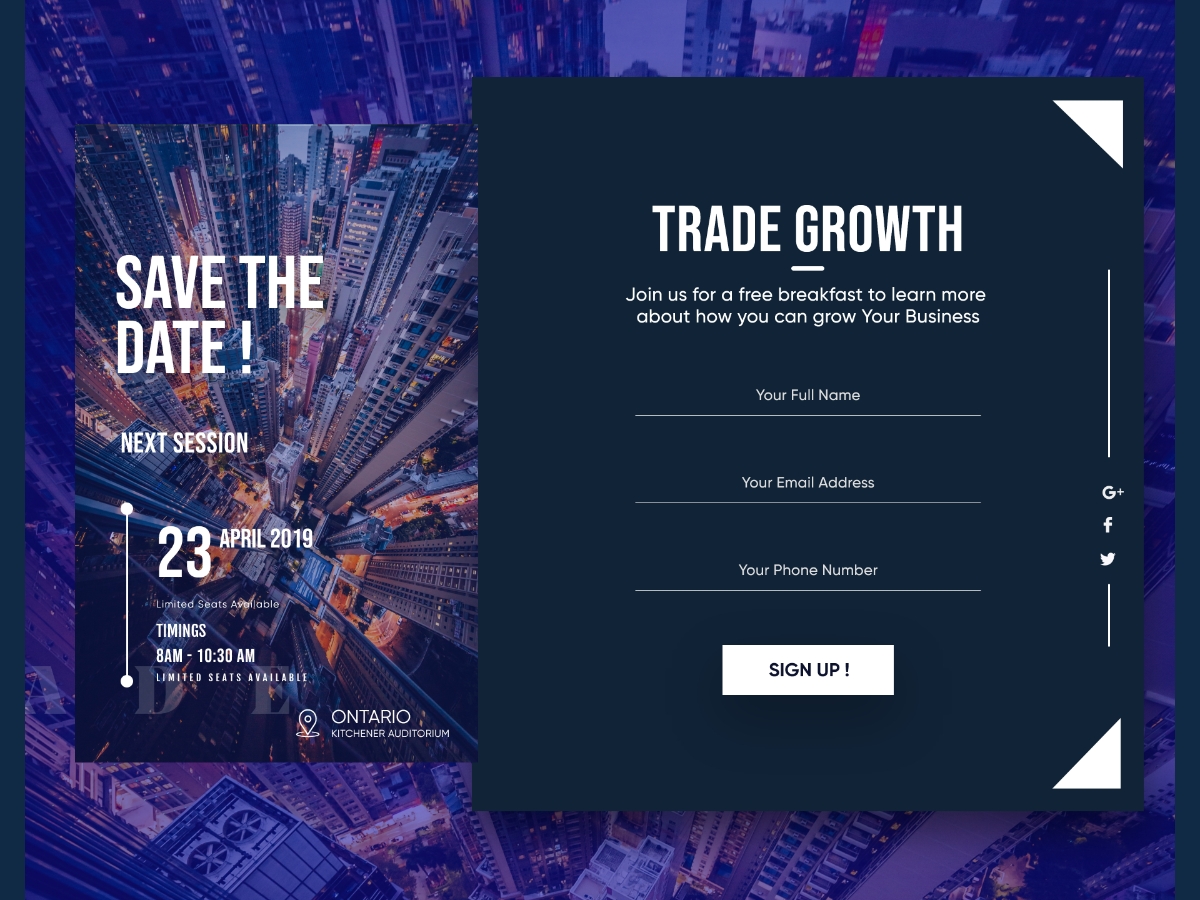 SAVE THE
DATE !
NEXT SESSION
23 APRIL 2019
Limited Seats Available
TIMINGS
8AM - 10:30 AM
LIMITED SEATS AVAILABLE
A D E
ONTARIO
KITCHENER AUDITORIUM
TRADE GROWTH
Join us for a free breakfast to learn more
about how you can grow Your Business
Your Full Name
Your Email Address
Your Phone Number
SIGN UP !
G+